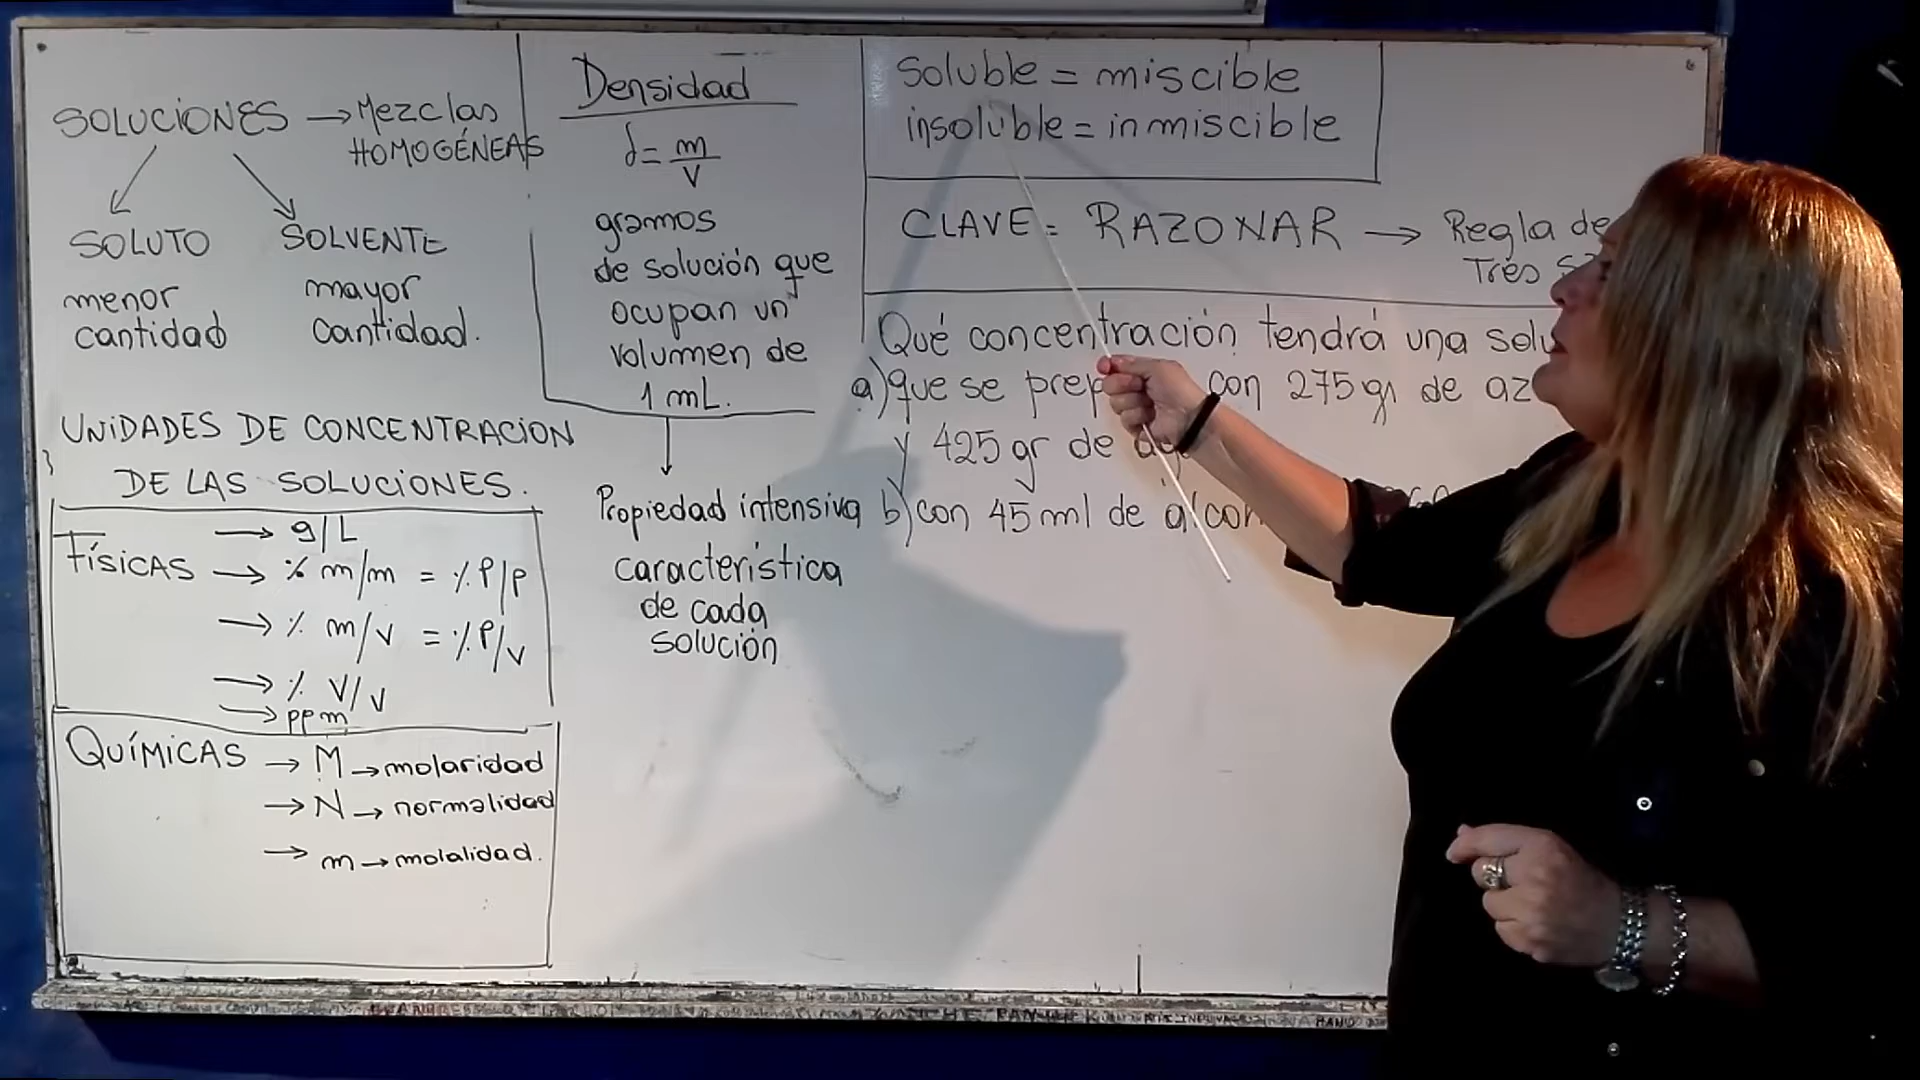 SOLUCIONES → Mezclas
HOMOGÉNEAS
SOLUTO
menor
cantidad
SOLVENTE
mayor
cantidad.
UNIDADES DE CONCENTRACION
DE LAS SOLUCIONES.
FÍSICAS
→ g/L
→ % m/m = % P/P
→ % m/v = % P/v
→ % V/V
→ ppm
QUÍMICAS
→ M → molaridad
→ N → normalidad
→ m → molalidad.
Densidad
δ = m/V
gramos
de solución que
ocupan un
volumen de
1 mL.
Propiedad intensiva
característica
de cada
solución
soluble = miscible
insoluble = inmiscible
CLAVE = RAZONAR → Regla de
Tres
Qué concentración tendrá una
a) que se con 275 gr de
y 425 gr de
b) con 45 ml de